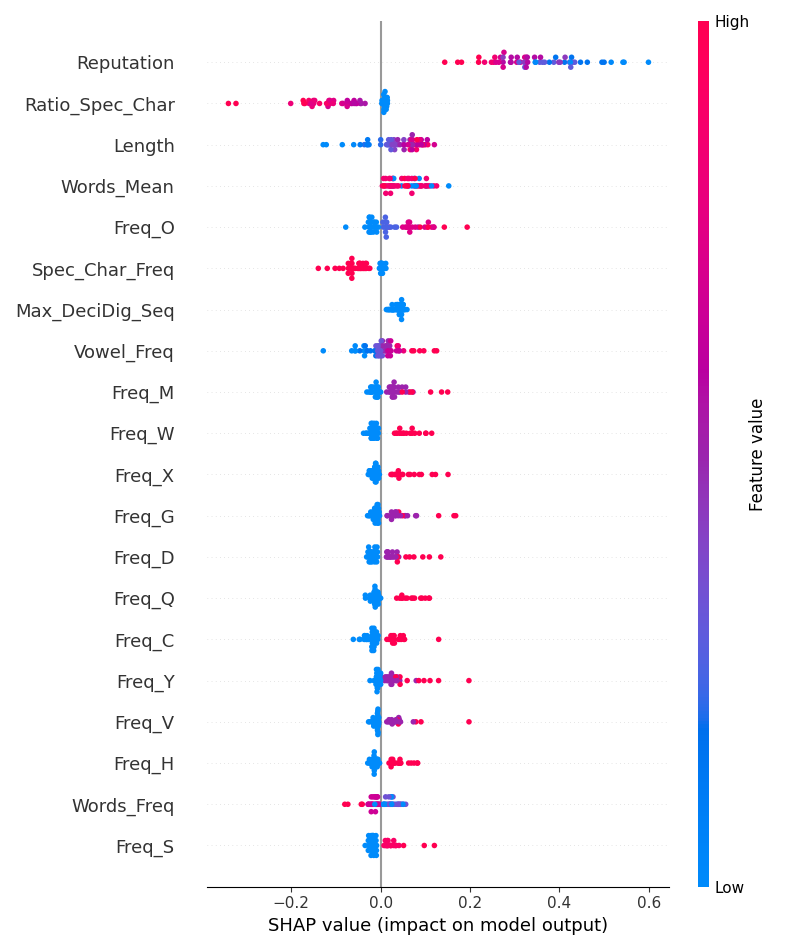 High
Reputation
Ratio_Spec_Char
Length
Words_Mean
Freq_O
Spec_Char_Freq
Max_DeciDig_Seq
Vowel_Freq
Freq_M
Freq_W
Freq_X
Freq_G
Freq_D
Freq_Q
Freq_C
Freq_Y
Freq_V
Freq_H
Words_Freq
Freq_S
Feature value
Low
−0.2 0.0 0.2 0.4 0.6
SHAP value (impact on model output)